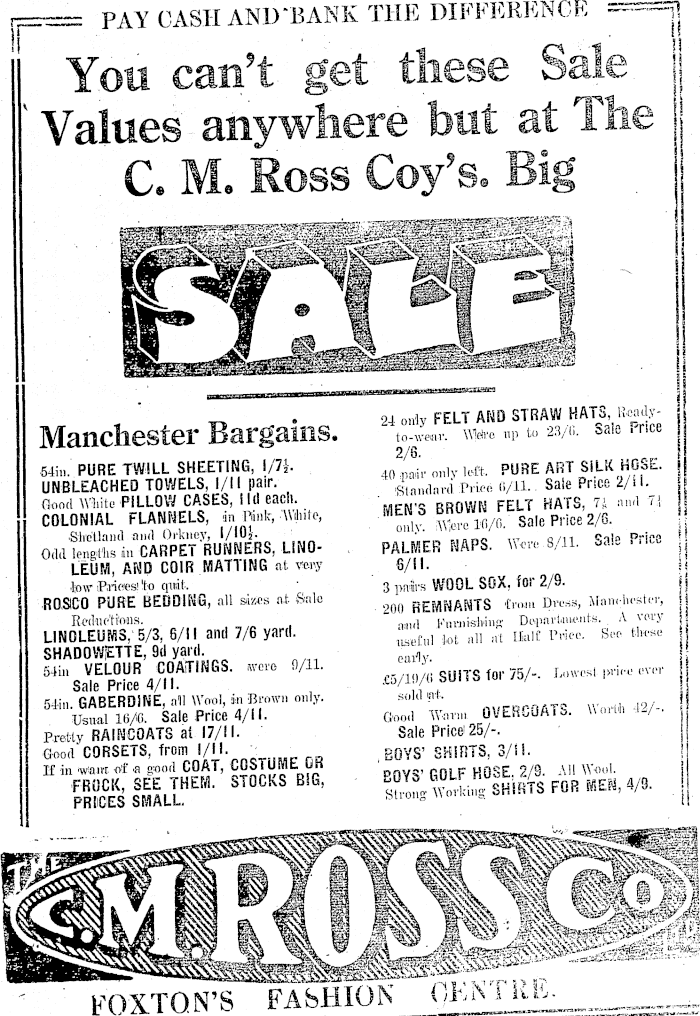 PAY CASH AND BANK THE DIFFERENCE
You can't get these Sale
Values anywhere but at The
C. M. Ross Coy's. Big
SALE
Manchester Bargains.
54in. PURE TWILL SHEETING, 1/7½.
UNBLEACHED TOWELS, 1/11 pair.
Good White PILLOW CASES, 11d each.
COLONIAL FLANNELS, in Pink, White,
Shetland and Orkney, 1/10½.
Odd lengths in CARPET RUNNERS, LINO-
LEUM, AND COIR MATTING at very
low Prices to quit.
ROSCO PURE BEDDING, all sizes at Sale
Reductions.
LINOLEUMS, 5/3, 6/11 and 7/6 yard.
SHADOWETTE, 9d yard.
54in VELOUR COATINGS. were 9/11.
Sale Price 4/11.
54in. GABERDINE, all Wool, in Brown only.
Usual 16/6. Sale Price 4/11.
Pretty RAINCOATS at 17/11.
Good CORSETS, from 1/11.
If in want of a good COAT, COSTUME OR
FROCK, SEE THEM. STOCKS BIG,
PRICES SMALL.
24 only FELT AND STRAW HATS, Ready-
to-wear. Were up to 23/6. Sale Price
2/6.
40 pair only left. PURE ART SILK HOSE.
Standard Price 6/11. Sale Price 2/11.
MEN'S BROWN FELT HATS, and
only. Were 16/6. Sale Price 2/6.
PALMER NAPS. Were 8/11. Sale Price
6/11.
3 pairs WOOL SOX, for 2/9.
200 REMNANTS from Dress, Manchester,
and Furnishing Departments. A very
useful lot all at Half Price. See these
early.
£5/19/6 SUITS for 75/-. Lowest price ever
sold at.
Good Warm OVERCOATS. Worth 42/-.
Sale Price 25/-.
BOYS' SHIRTS, 3/11.
BOYS' GOLF HOSE, 2/9. All Wool.
Strong Working SHIRTS FOR MEN, 4/9.
THE
C.M. ROSS Co
FOXTON'S FASHION CENTRE.